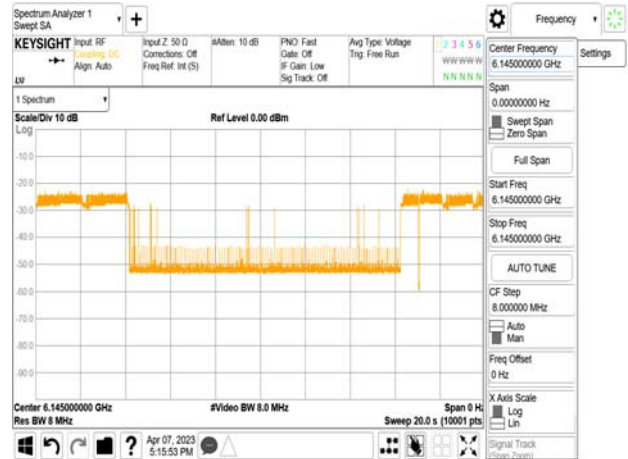 Spectrum Analyzer 1
Swept SA
+
Frequency
KEYSIGHT
Input: RF
Coupling: DC
Align: Auto
Input Z: 50 Ω
Corrections: Off
Freq Ref: Int (S)
#Atten: 10 dB
PNO: Fast
Gate: Off
IF Gain: Low
Sig Track: Off
Avg Type: Voltage
Trig: Free Run
1 2 3 4 5 6
W W W W W
N N N N N
Center Frequency
6.145000000 GHz
Settings
Span
0.00000000 Hz
Swept Span
Zero Span
Full Span
Start Freq
6.145000000 GHz
Stop Freq
6.145000000 GHz
AUTO TUNE
CF Step
8.000000 MHz
Auto
Man
Freq Offset
0 Hz
X Axis Scale
Log
Lin
Signal Track
(Span Zoom)
1 Spectrum
Scale/Div 10 dB
Ref Level 0.00 dBm
Log
-10.0
-20.0
-30.0
-40.0
-50.0
-60.0
-70.0
-80.0
-90.0
Center 6.145000000 GHz
#Video BW 8.0 MHz
Span 0 Hz
Res BW 8 MHz
Sweep 20.0 s (10001 pts
?
Apr 07, 2023
5:15:53 PM